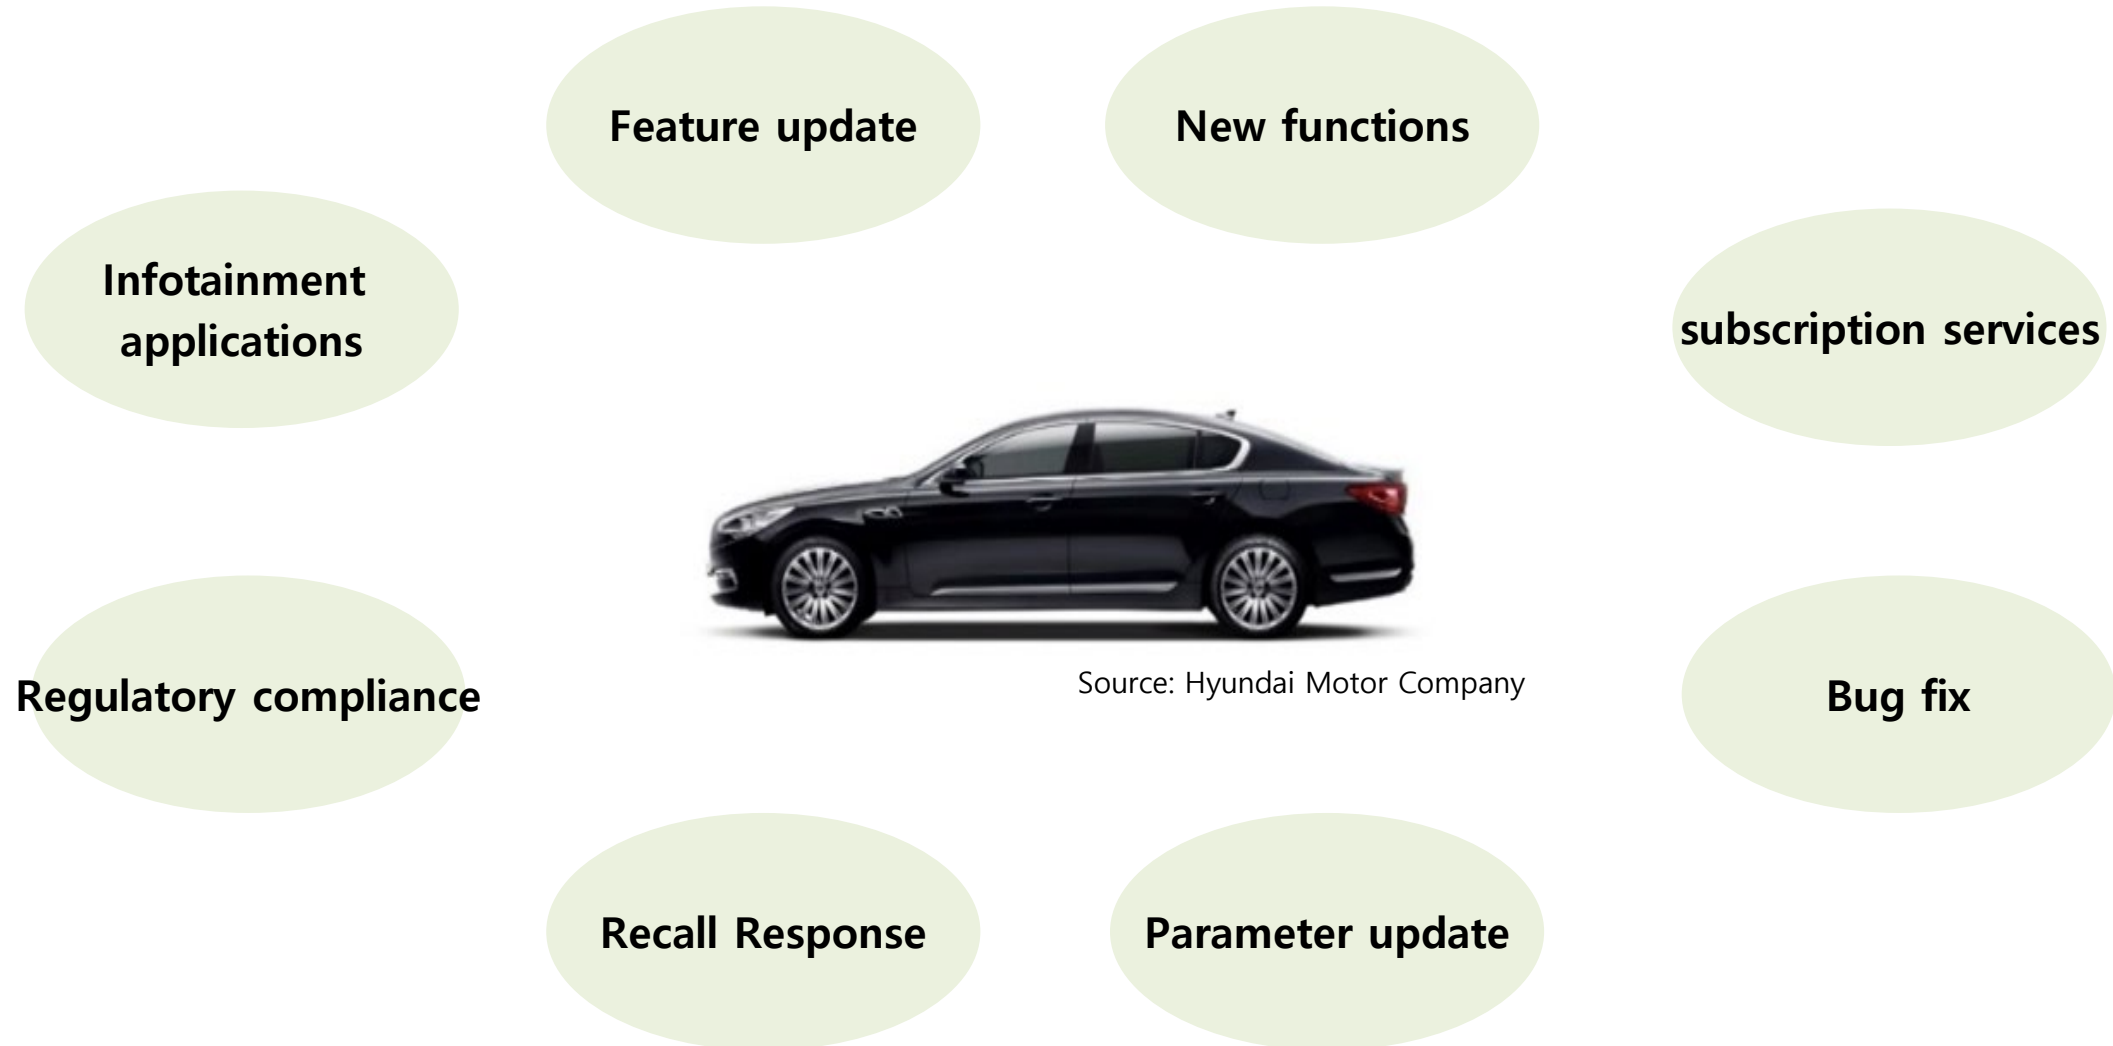 Feature update
New functions
Infotainment
applications
subscription services
Regulatory compliance
Source: Hyundai Motor Company
Bug fix
Recall Response
Parameter update